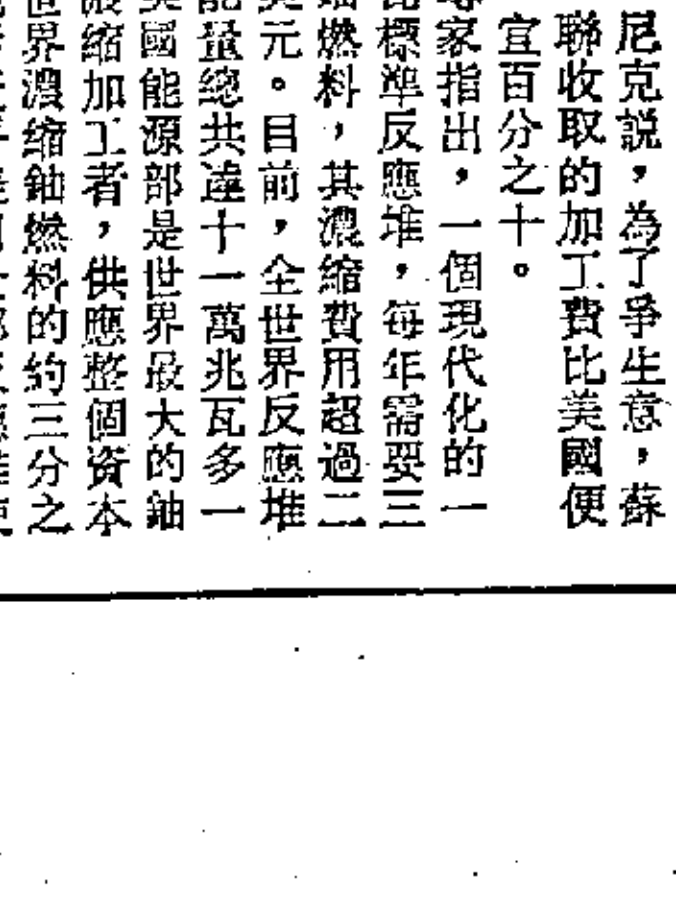 尼克説,為了爭生意,蘇
聯收取的加工費比美國便
宜百分之十。
家指出,一個現代化的一
標準反應堆,每年需要三
燃料,其濃縮費用超過二
元。目前,全世界反應堆
量總共達十一萬兆瓦多一
國能源部是世界最大的鈾
縮加工者,供應整個資本
界濃縮鈾燃料的約三分之